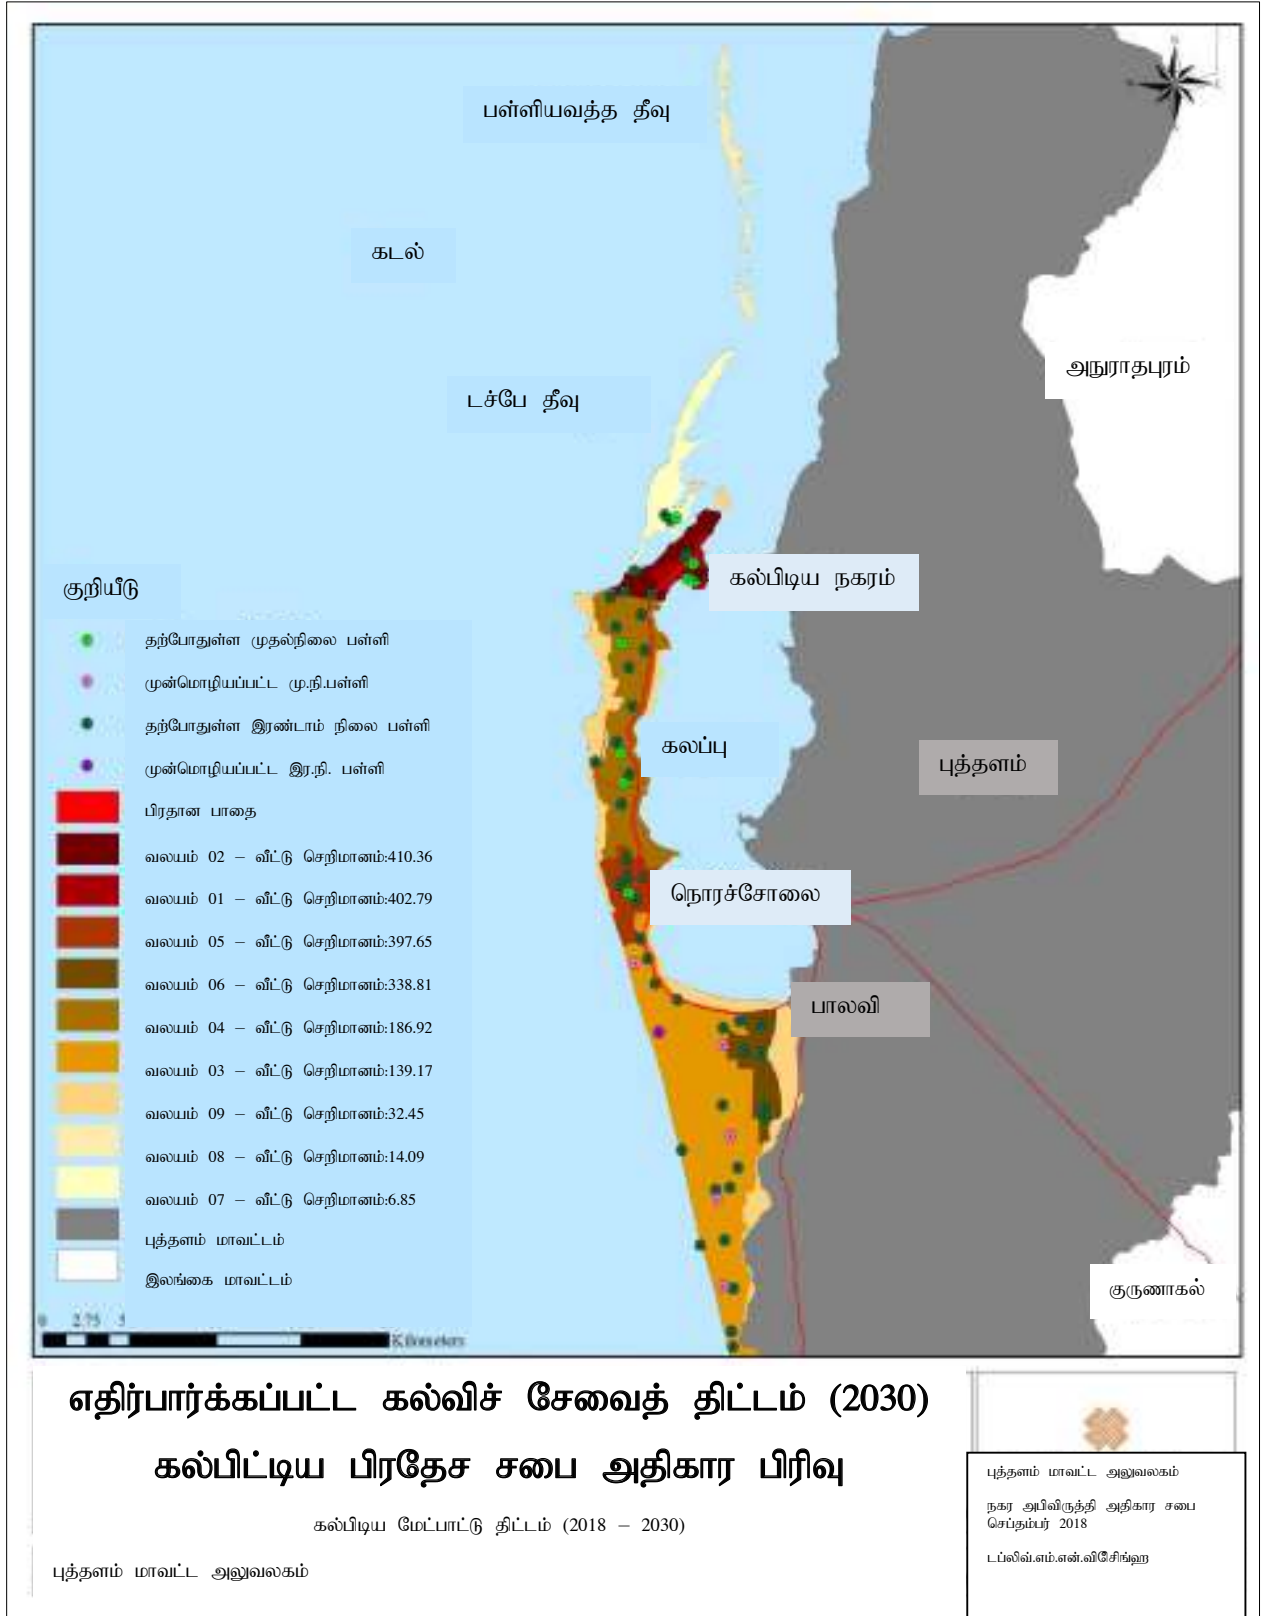 பள்ளியவத்த தீவு
கடல்
அநுராதபுரம்
டச்பே தீவு
கல்பிடிய நகரம்
குறியீடு
தற்போதுள்ள முதல்நிலை பள்ளி
முன்மொழியப்பட்ட மு.நி.பள்ளி
தற்போதுள்ள இரண்டாம் நிலை பள்ளி
முன்மொழியப்பட்ட இர.நி. பள்ளி
பிரதான பாதை
வலயம் 02 – வீட்டு செறிமானம்:410.36
வலயம் 01 – வீட்டு செறிமானம்:402.79
வலயம் 05 – வீட்டு செறிமானம்:397.65
வலயம் 06 – வீட்டு செறிமானம்:338.81
வலயம் 04 – வீட்டு செறிமானம்:186.92
வலயம் 03 – வீட்டு செறிமானம்:139.17
வலயம் 09 – வீட்டு செறிமானம்:32.45
வலயம் 08 – வீட்டு செறிமானம்:14.09
வலயம் 07 – வீட்டு செறிமானம்:6.85
புத்தளம் மாவட்டம்
இலங்கை மாவட்டம்
கலப்பு
புத்தளம்
நொரச்சோலை
பாலவி
குருணாகல்
0 2.75 5
Kilometers
எதிர்பார்க்கப்பட்ட கல்விச் சேவைத் திட்டம் (2030)
கல்பிட்டிய பிரதேச சபை அதிகார பிரிவு
கல்பிடிய மேட்பாட்டு திட்டம் (2018 – 2030)
புத்தளம் மாவட்ட அலுவலகம்
புத்தளம் மாவட்ட அலுவலகம்
நகர அபிவிருத்தி அதிகார சபை
செப்தம்பர் 2018
டப்லிவ்.எம்.என்.